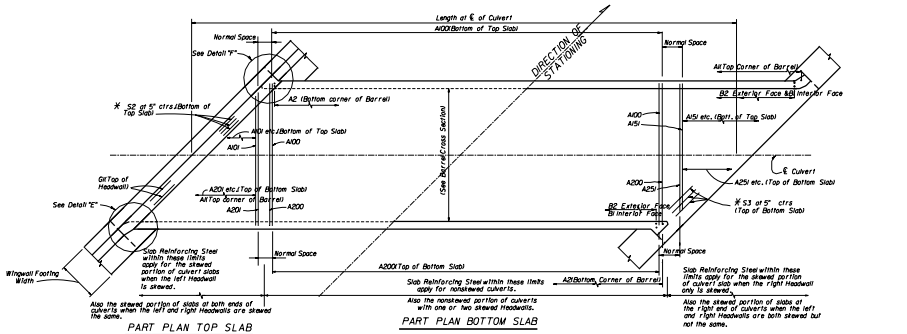 Length at ℄ of Culvert
A100(Bottom of Top Slab)
Normal Space
See Detail "F"
DIRECTION OF
STATIONING
Normal Space
A1(Top Corner of Barrel)
B2 Exterior Face &B1 Interior Face
A2 (Bottom corner of Barrel)
* S2 at 5" ctrs.(Bottom of
Top Slab)
A101 etc.(Bottom of Top Slab)
A101
A100
A100
A151
A151 etc. (Bott. of Top Slab)
(See Barrel Cross Section)
℄ Culvert
G1(Top of
Headwall)
A201 etc.(Top of Bottom Slab)
A1(Top corner of Barrel)
A201
A200
A200
A251
A251 etc. (Top of Bottom Slab)
See Detail "E"
B2 Exterior Face
B1 Interior Face
* S3 at 5" ctrs
(Top of Bottom Slab)
Normal Space
Normal Space
Wingwall Footing
Width
Slab Reinforcing Steel
within these limits
apply for the skewed
portion of culvert slabs
when the left Headwall
is skewed.
A200(Top of Bottom Slab)
A2(Bottom Corner of Barrel)
Slab Reinforcing Steel within these limits
apply for nonskewed culverts.
Slab Reinforcing Steel within these limits
apply for the skewed portion
of culvert slab when the right Headwall
only is skewed.
Also the skewed portion of slabs at both ends of
culverts when the left and right Headwalls are skewed
the same.
Also the nonskewed portion of culverts
with one or two skewed Headwalls.
Also the skewed portion of slabs at
the right end of culverts when the left
and right Headwalls are both skewed but
not the same.
PART PLAN TOP SLAB
PART PLAN BOTTOM SLAB